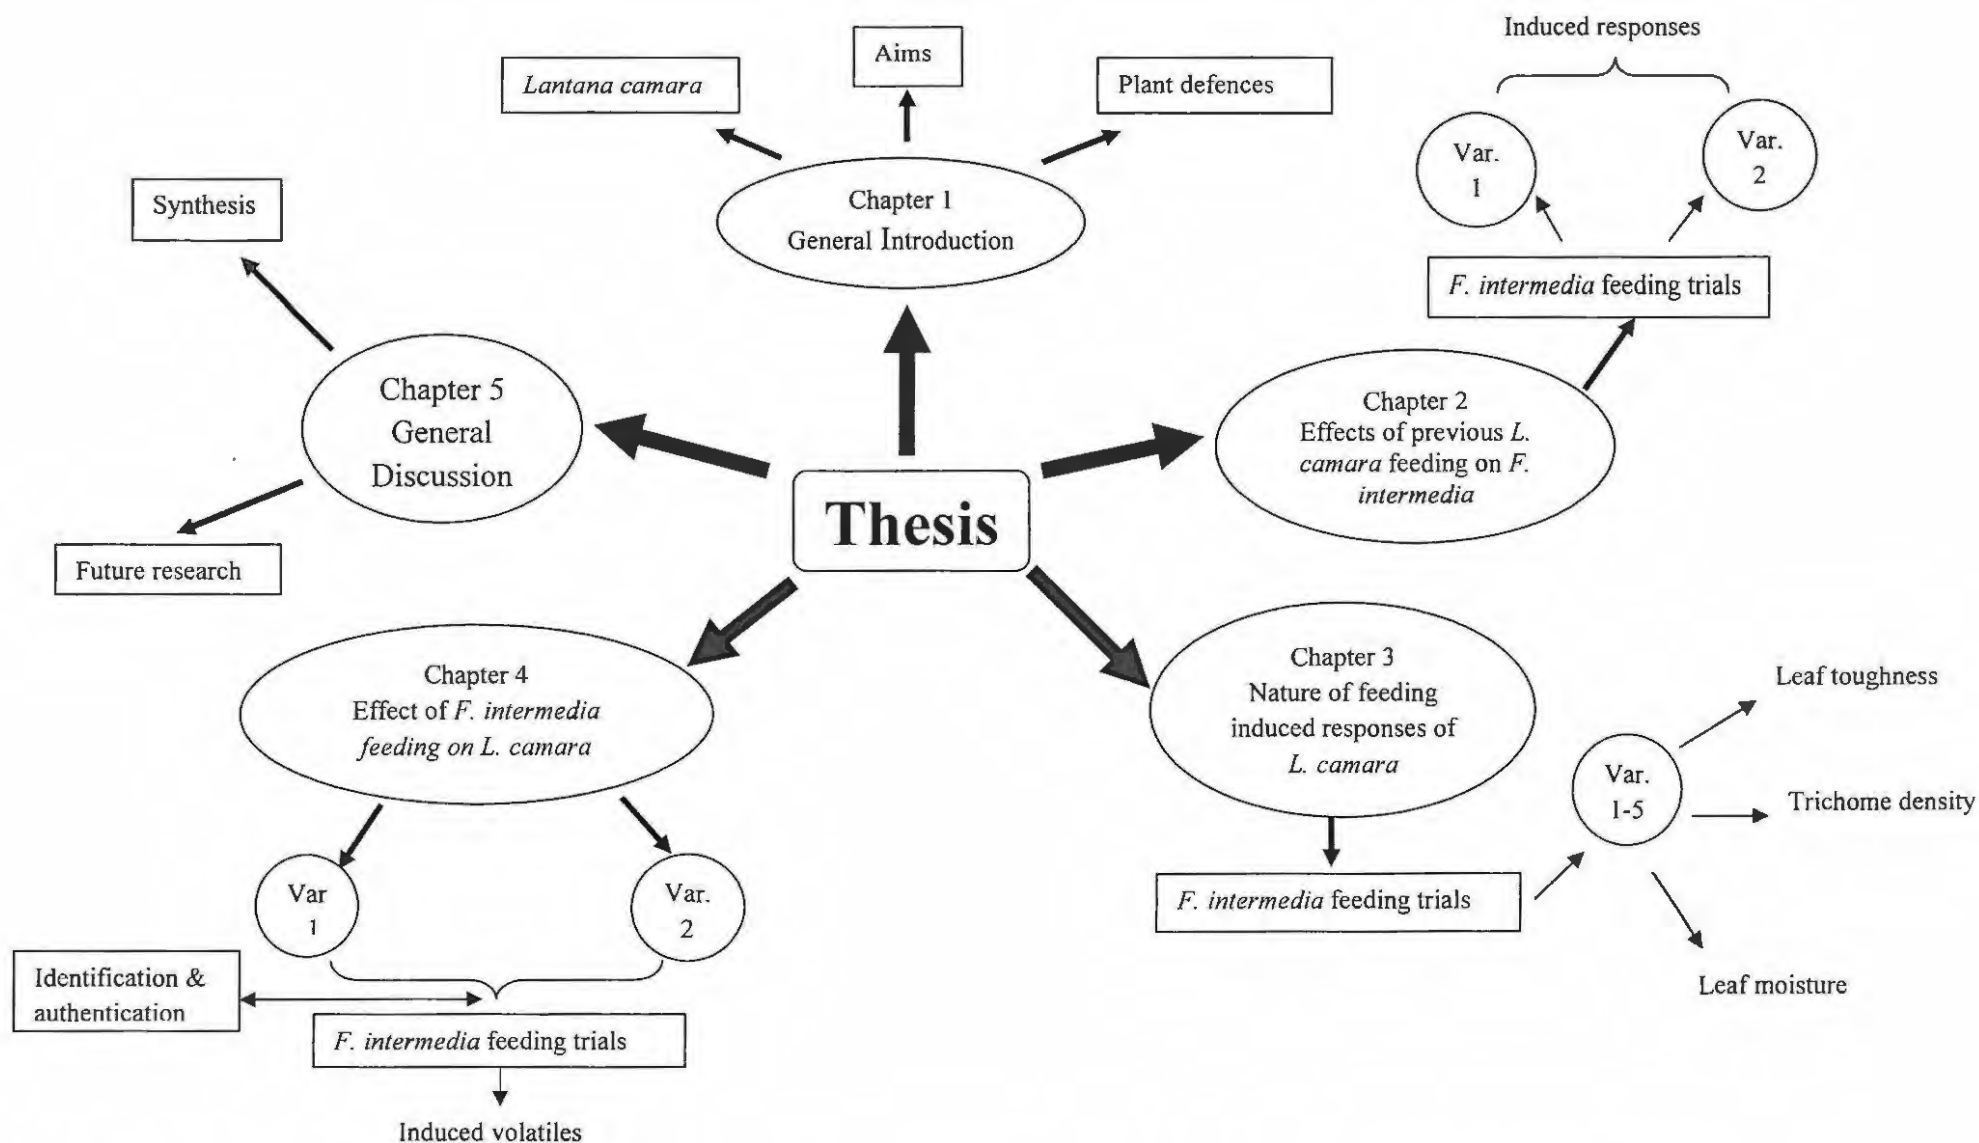 Induced responses
Aims
Lantana camara
Plant defences
Var.
1
Var.
2
Synthesis
Chapter 1
General Introduction
F. intermedia feeding trials
Chapter 5
General
Discussion
Chapter 2
Effects of previous L.
camara feeding on F.
intermedia
Thesis
Future research
Chapter 4
Effect of F. intermedia
feeding on L. camara
Chapter 3
Nature of feeding
induced responses of
L. camara
Leaf toughness
Var.
1-5
Trichome density
Var
1
Var.
2
F. intermedia feeding trials
Identification &
authentication
Leaf moisture
F. intermedia feeding trials
Induced volatiles